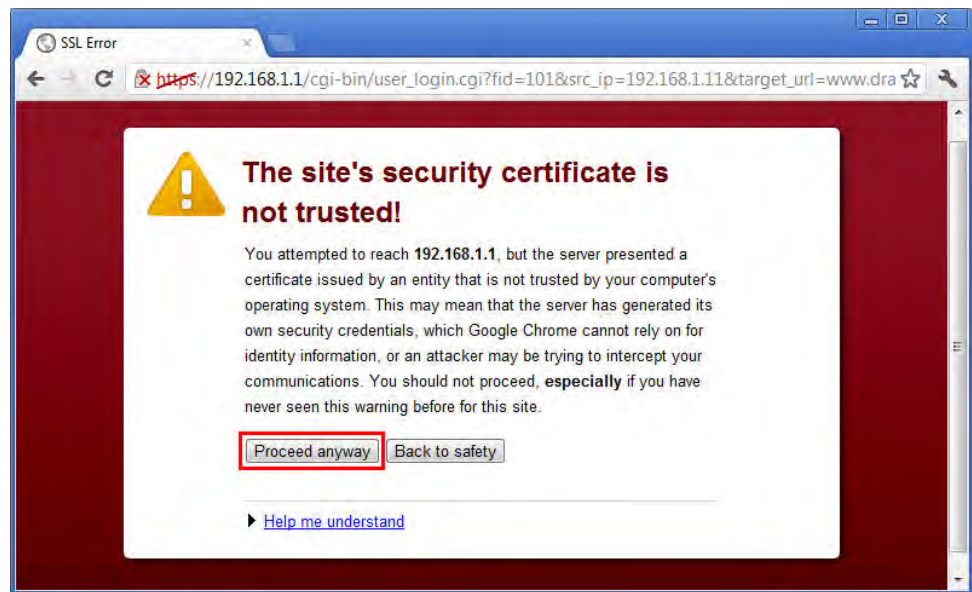 SSL Error
https://192.168.1.1/cgi-bin/user_login.cgi?fid=101&src_ip=192.168.1.11&target_url=www.dra
The site's security certificate is
not trusted!
You attempted to reach 192.168.1.1, but the server presented a
certificate issued by an entity that is not trusted by your computer's
operating system. This may mean that the server has generated its
own security credentials, which Google Chrome cannot rely on for
identity information, or an attacker may be trying to intercept your
communications. You should not proceed, especially if you have
never seen this warning before for this site.
Proceed anyway Back to safety
Help me understand